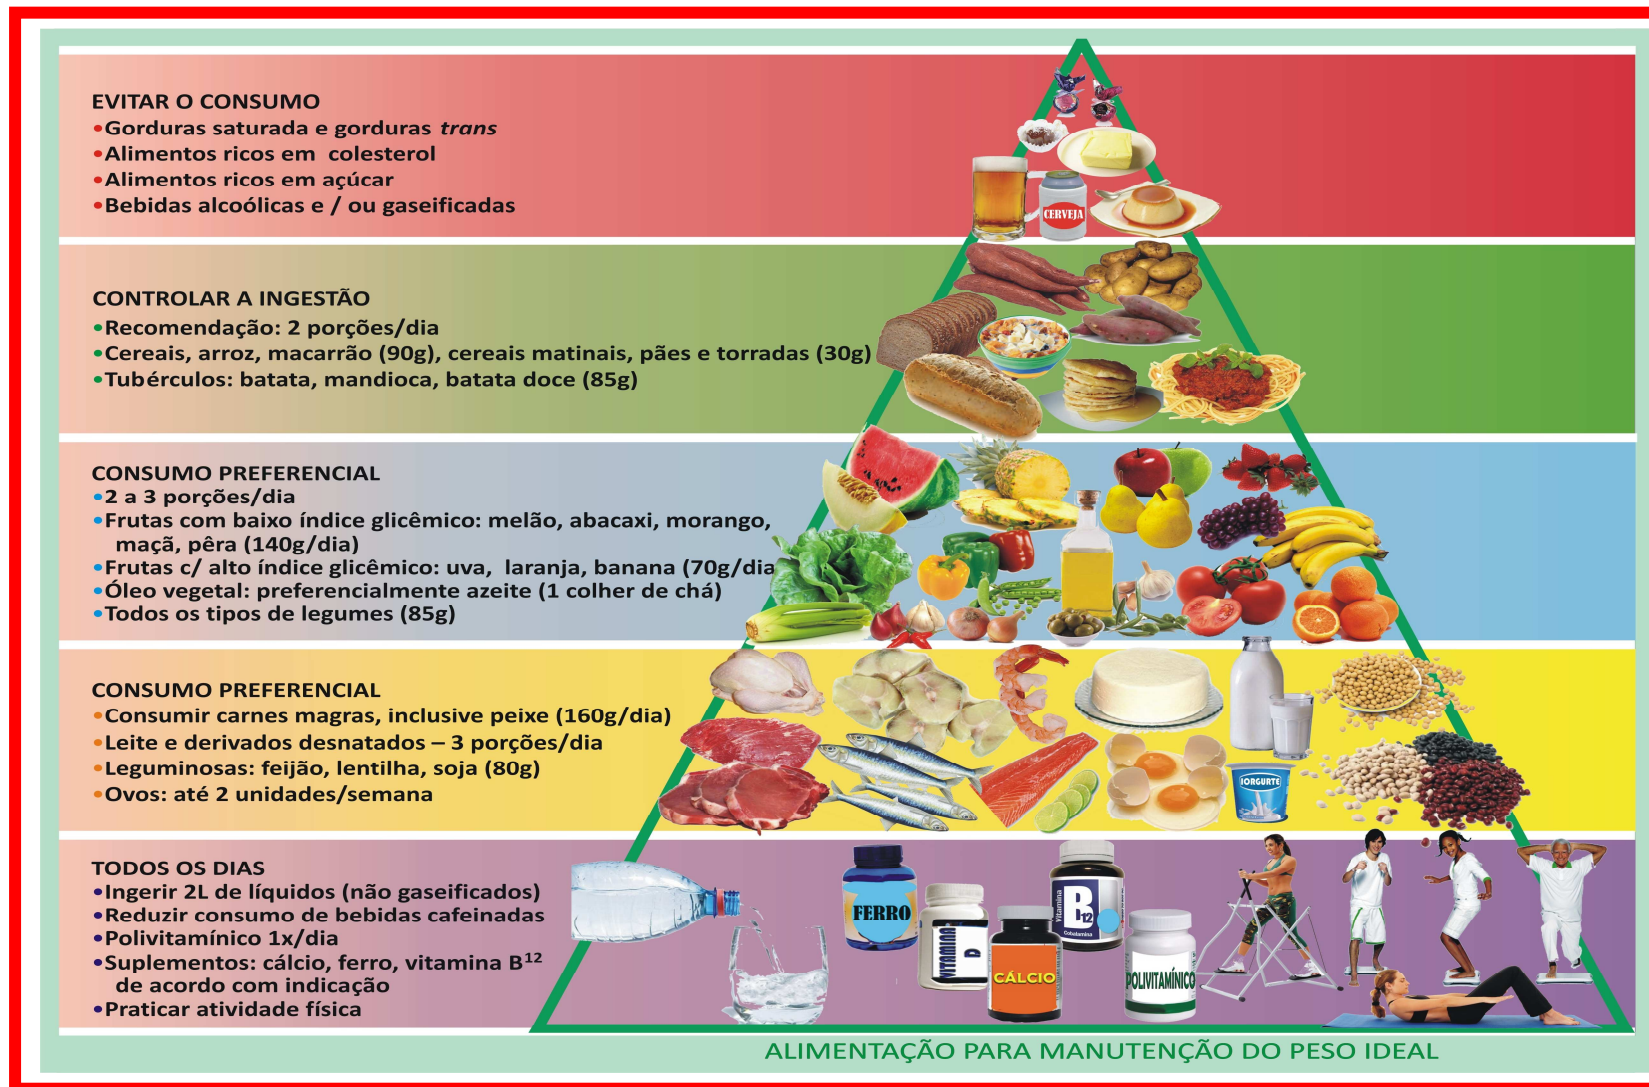 EVITAR O CONSUMO
•Gorduras saturada e gorduras trans
•Alimentos ricos em colesterol
•Alimentos ricos em açúcar
•Bebidas alcoólicas e / ou gaseificadas
CERVEJA
CONTROLAR A INGESTÃO
•Recomendação: 2 porções/dia
•Cereais, arroz, macarrão (90g), cereais matinais, pães e torradas (30g)
•Tubérculos: batata, mandioca, batata doce (85g)
CONSUMO PREFERENCIAL
•2 a 3 porções/dia
•Frutas com baixo índice glicêmico: melão, abacaxi, morango,
maçã, pêra (140g/dia)
•Frutas c/ alto índice glicêmico: uva, laranja, banana (70g/dia
•Óleo vegetal: preferencialmente azeite (1 colher de chá)
•Todos os tipos de legumes (85g)
CONSUMO PREFERENCIAL
•Consumir carnes magras, inclusive peixe (160g/dia)
•Leite e derivados desnatados – 3 porções/dia
•Leguminosas: feijão, lentilha, soja (80g)
•Ovos: até 2 unidades/semana
IORGURTE
TODOS OS DIAS
•Ingerir 2L de líquidos (não gaseificados)
•Reduzir consumo de bebidas cafeinadas
•Polivitamínico 1x/dia
•Suplementos: cálcio, ferro, vitamina B¹²
de acordo com indicação
•Praticar atividade física
FERRO
VITAMINA D
CÁLCIO
Vitamina
B12
Cobalamina
POLIVITAMÍNICO
ALIMENTAÇÃO PARA MANUTENÇÃO DO PESO IDEAL